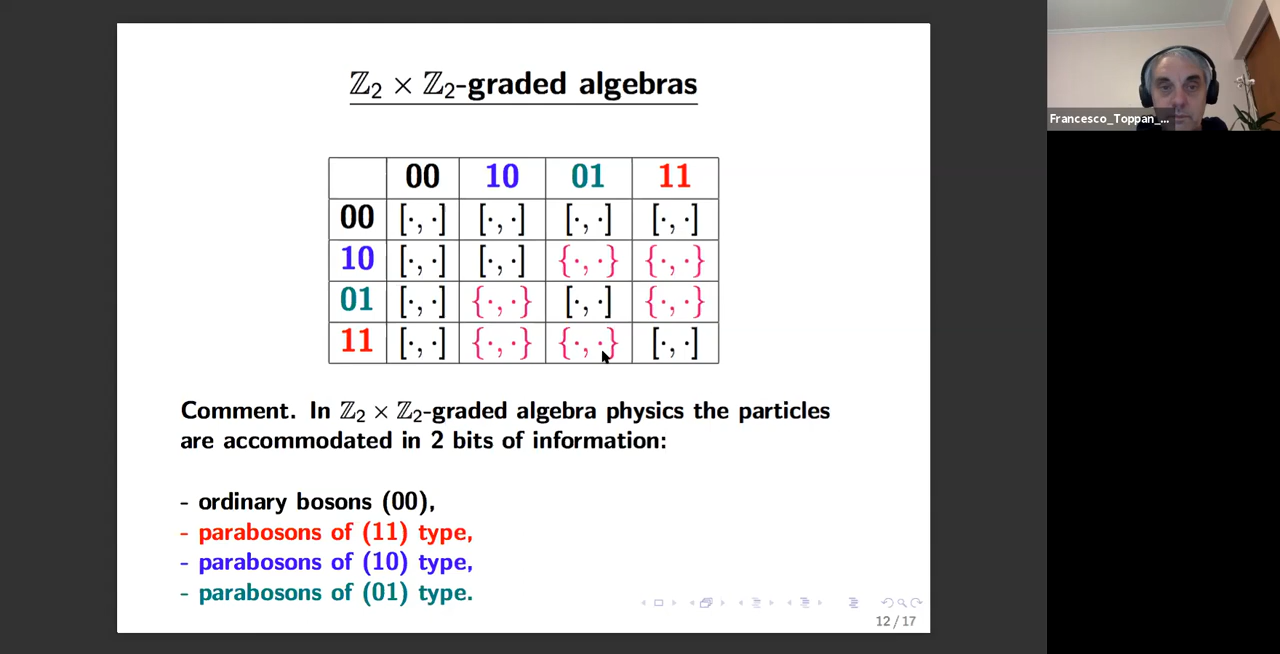 ℤ₂ × ℤ₂-graded algebras
00 10 01 11
00 [·, ·] [·, ·] [·, ·] [·, ·]
10 [·, ·] [·, ·] {·, ·} {·, ·}
01 [·, ·] {·, ·} [·, ·] {·, ·}
11 [·, ·] {·, ·} {·, ·} [·, ·]
Comment. In ℤ₂ × ℤ₂-graded algebra physics the particles
are accommodated in 2 bits of information:
- ordinary bosons (00),
- parabosons of (11) type,
- parabosons of (10) type,
- parabosons of (01) type.
12 / 17
Francesco_Toppan_...